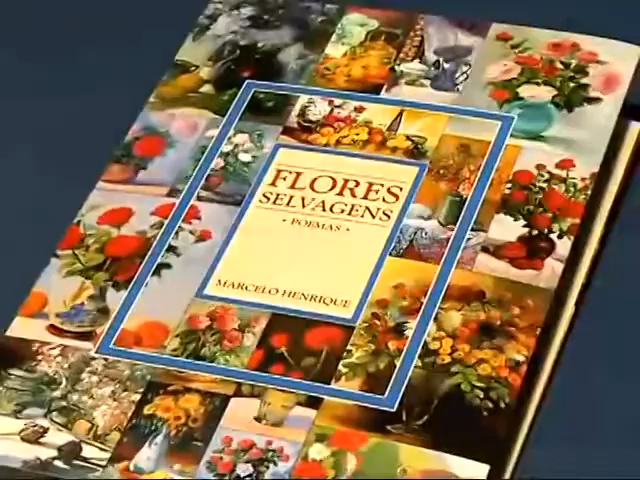 FLORES
SELVAGENS
• POEMAS •
MARCELO HENRIQUE